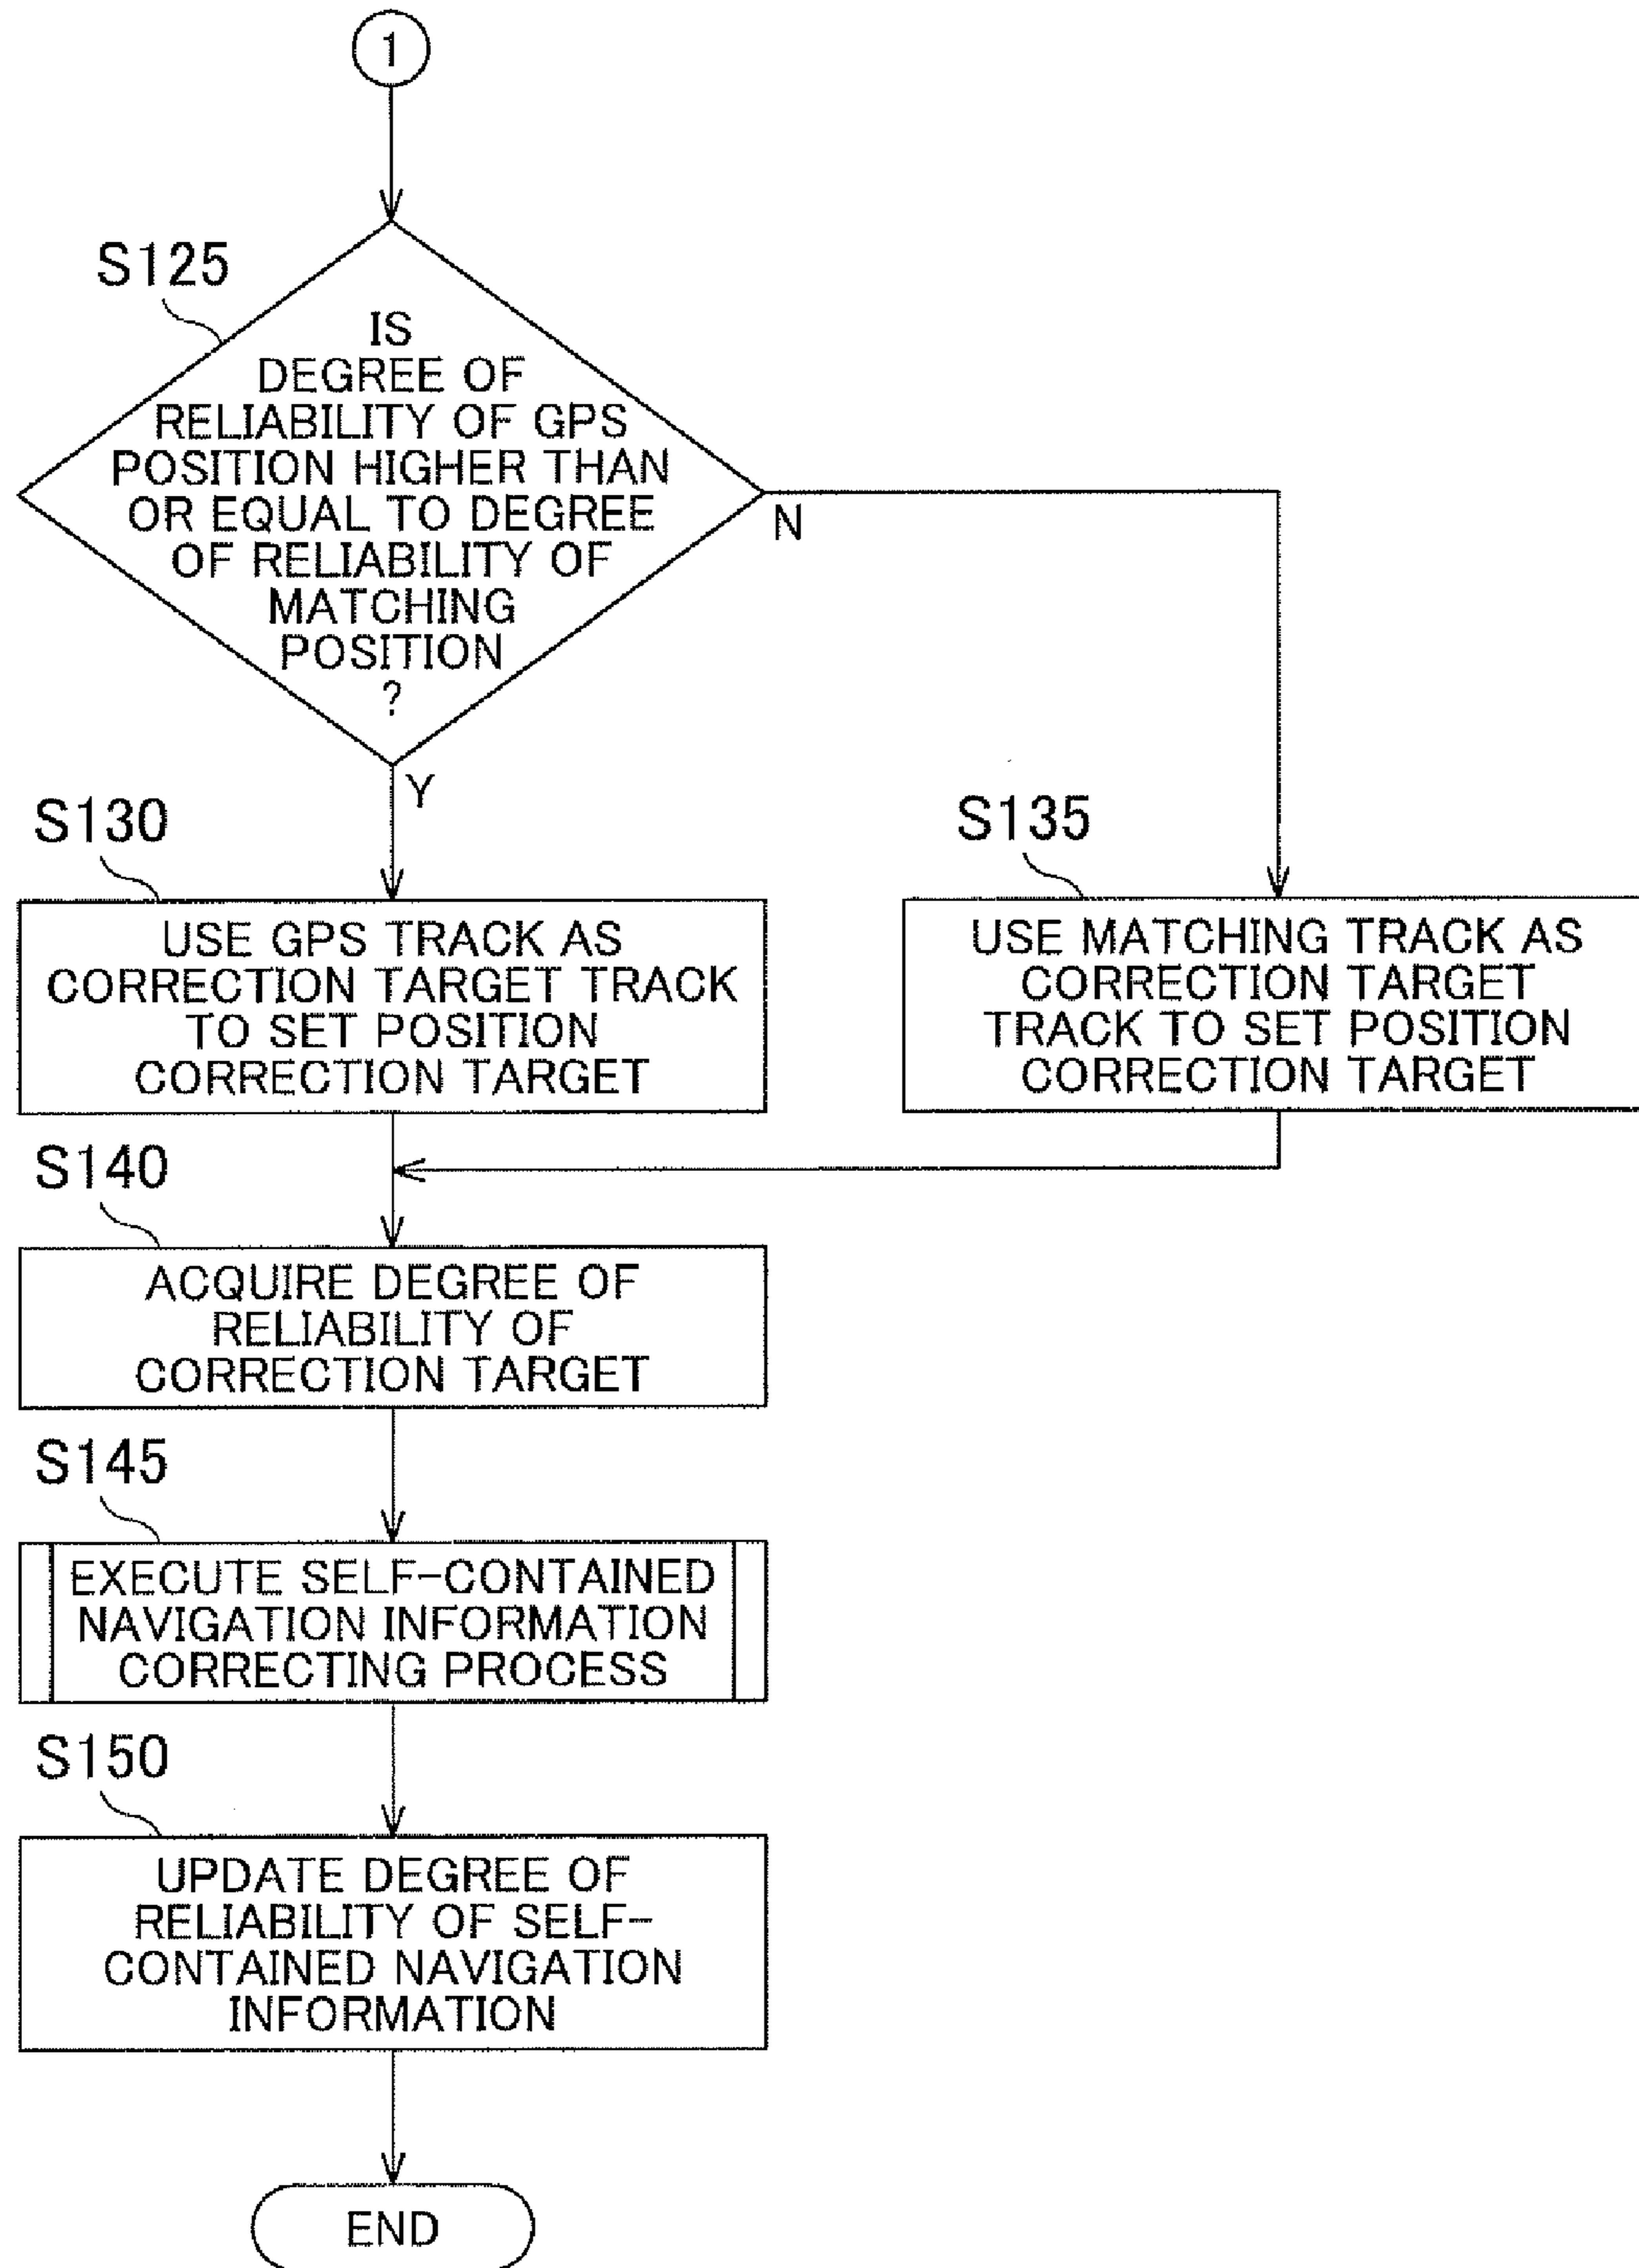 1
S125
IS
DEGREE OF
RELIABILITY OF GPS
POSITION HIGHER THAN
OR EQUAL TO DEGREE
OF RELIABILITY OF
MATCHING
POSITION
?
N
Y
S130
USE GPS TRACK AS
CORRECTION TARGET TRACK
TO SET POSITION
CORRECTION TARGET
S135
USE MATCHING TRACK AS
CORRECTION TARGET
TRACK TO SET POSITION
CORRECTION TARGET
S140
ACQUIRE DEGREE OF
RELIABILITY OF
CORRECTION TARGET
S145
EXECUTE SELF-CONTAINED
NAVIGATION INFORMATION
CORRECTING PROCESS
S150
UPDATE DEGREE OF
RELIABILITY OF SELF-
CONTAINED NAVIGATION
INFORMATION
END